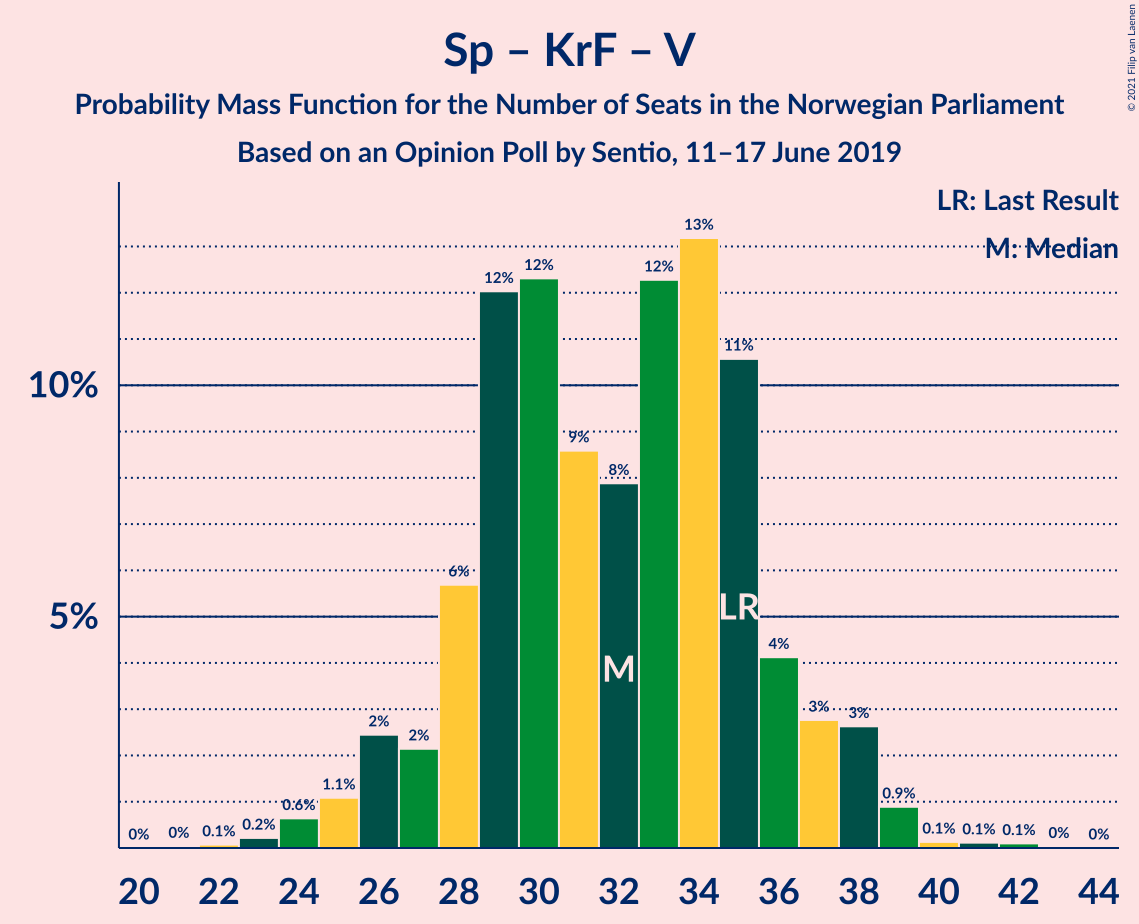 © 2021 Filip van Laenen
Sp – KrF – V
Probability Mass Function for the Number of Seats in the Norwegian Parliament
Based on an Opinion Poll by Sentio, 11–17 June 2019
LR: Last Result
M: Median
10%
5%
0% 0% 0.1% 0.2% 0.6% 1.1% 2% 2% 6% 12% 12% 9% 8% 12% 13% 11% 4% 3% 3% 0.9% 0.1% 0.1% 0.1% 0% 0%
M
LR
20 22 24 26 28 30 32 34 36 38 40 42 44